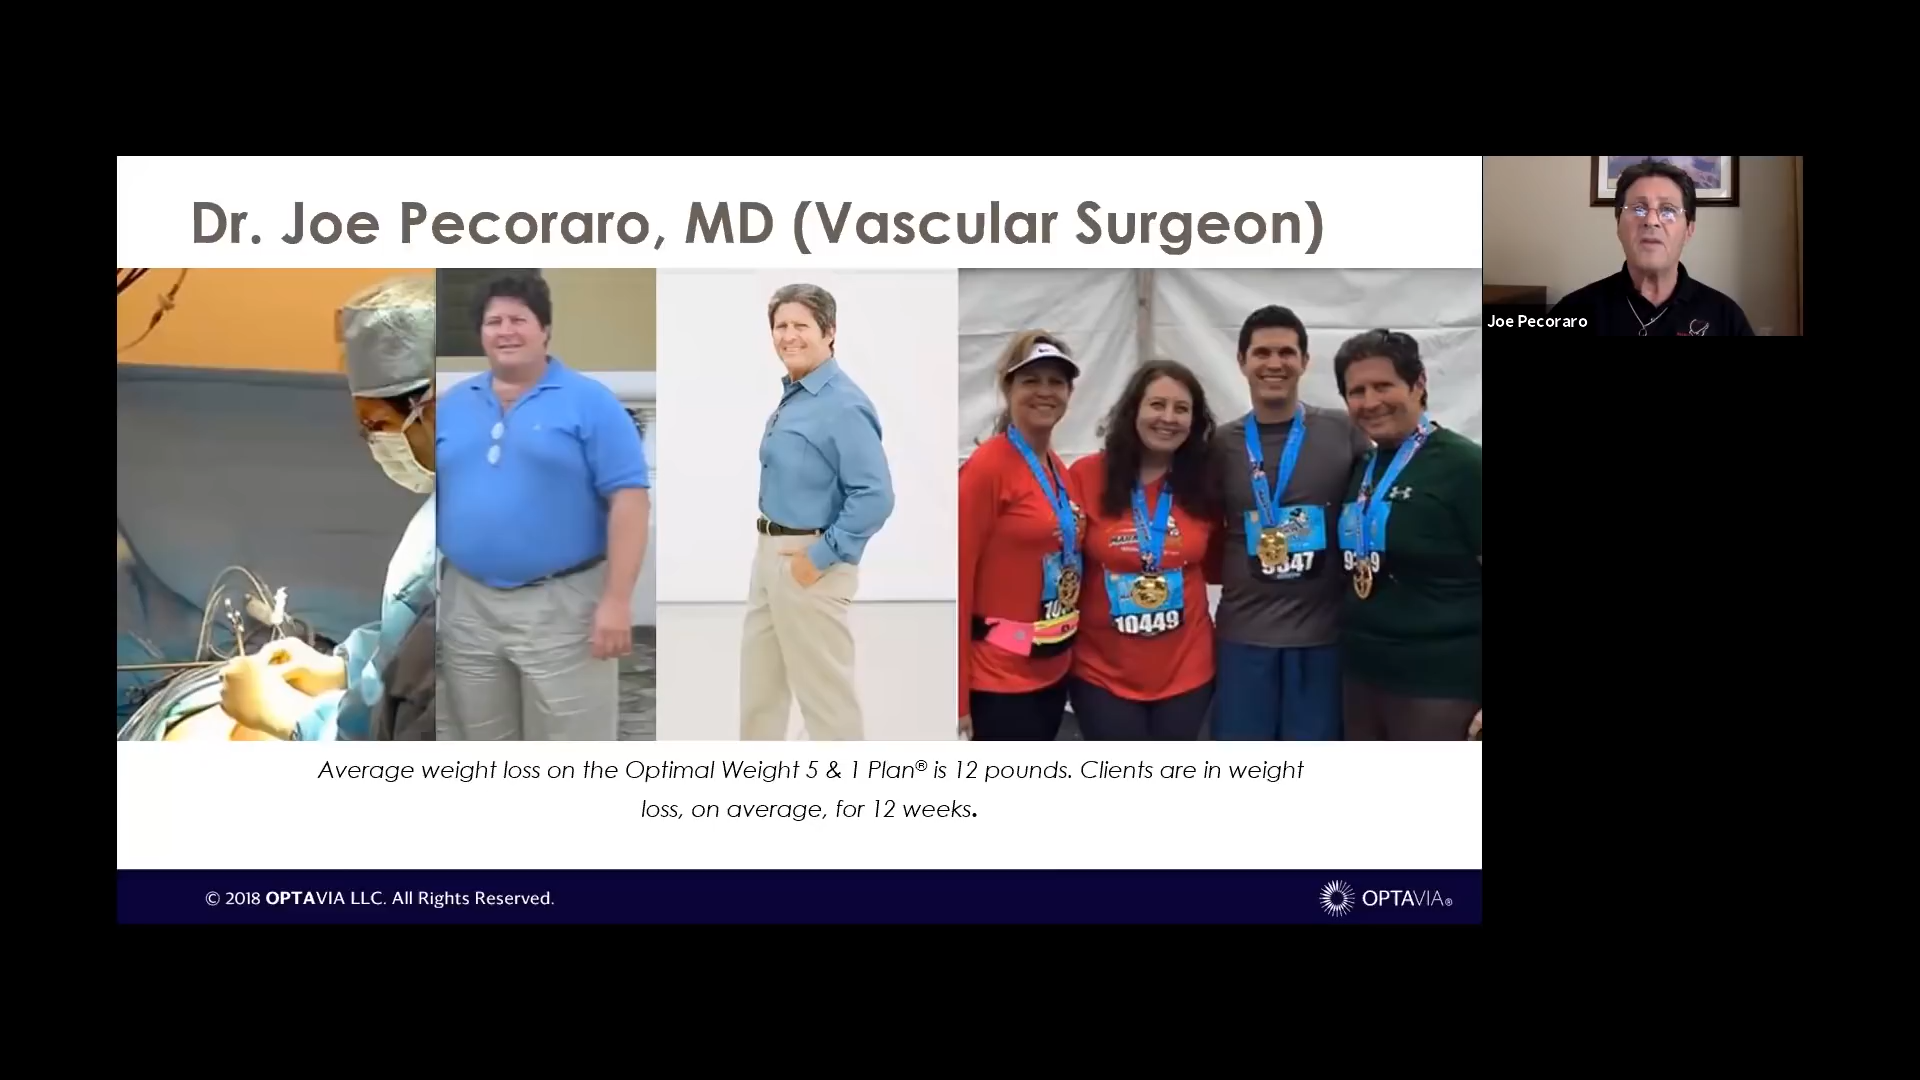 Dr. Joe Pecoraro, MD (Vascular Surgeon)
Joe Pecoraro
10449
Average weight loss on the Optimal Weight 5 & 1 Plan® is 12 pounds. Clients are in weight
loss, on average, for 12 weeks.
© 2018 OPTAVIA LLC. All Rights Reserved.
OPTAVIA®